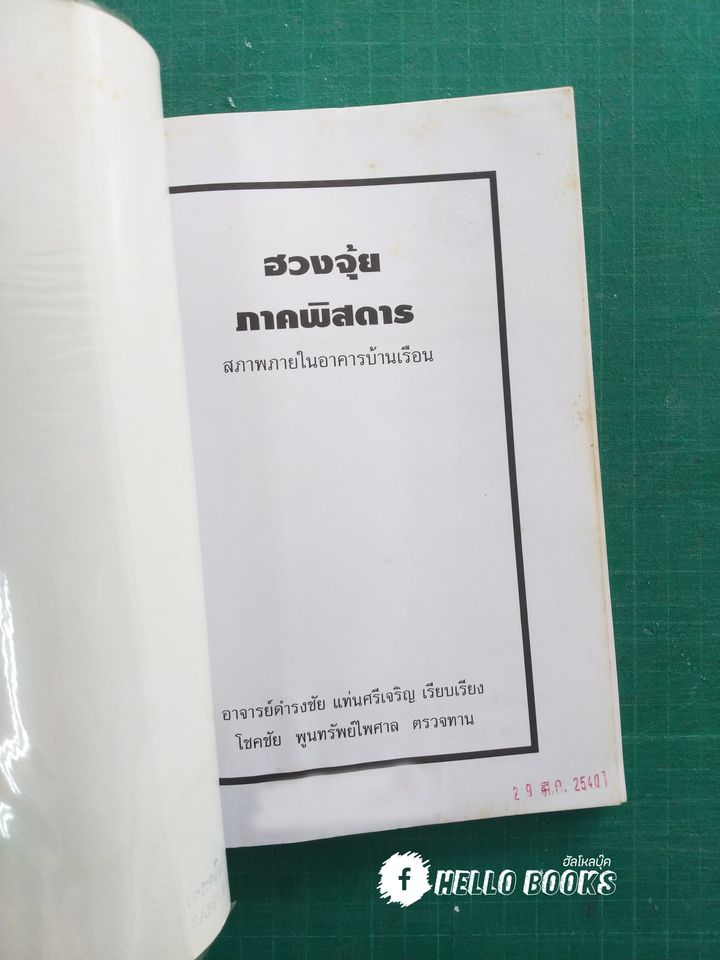 ฮวงจุ้ย
ภาคพิสดาร
สภาพภายในอาคารบ้านเรือน
อาจารย์ดำรงชัย แท่นศรีเจริญ เรียบเรียง
โชคชัย พูนทรัพย์ไพศาล ตรวจทาน
2 9 มี.ค. 2540
ฮัลโหลบุ๊ค
f HELLO BOOKS